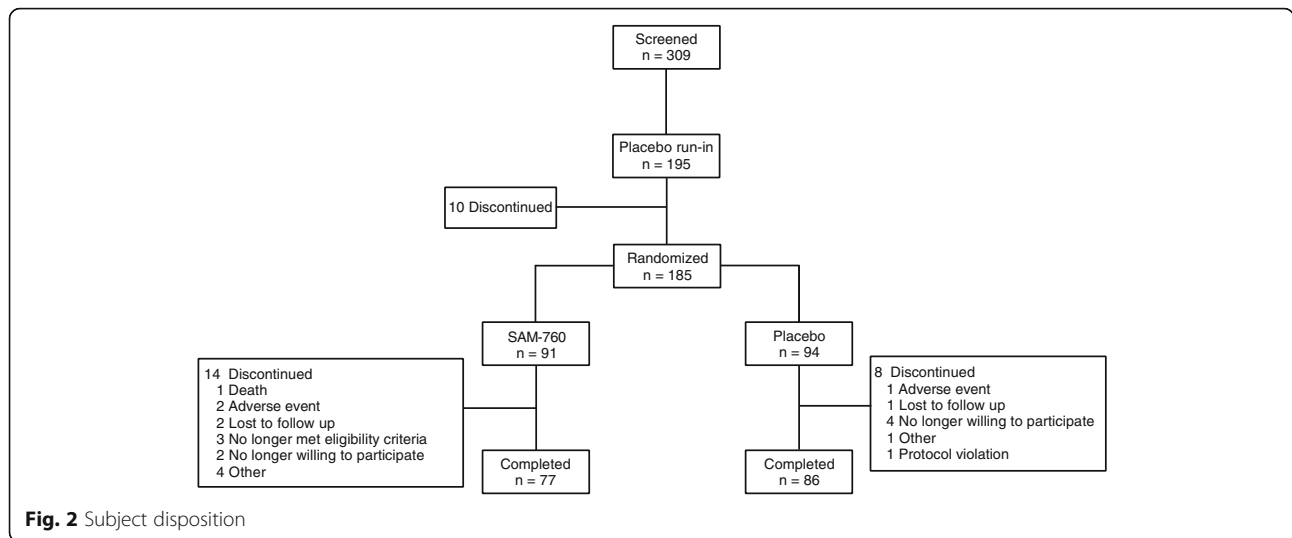 Screened
n = 309
Placebo run-in
n = 195
10 Discontinued
Randomized
n = 185
SAM-760
n = 91
Placebo
n = 94
14 Discontinued
1 Death
2 Adverse event
2 Lost to follow up
3 No longer met eligibility criteria
2 No longer willing to participate
4 Other
8 Discontinued
1 Adverse event
1 Lost to follow up
4 No longer willing to participate
1 Other
1 Protocol violation
Completed
n = 77
Completed
n = 86
Fig. 2 Subject disposition